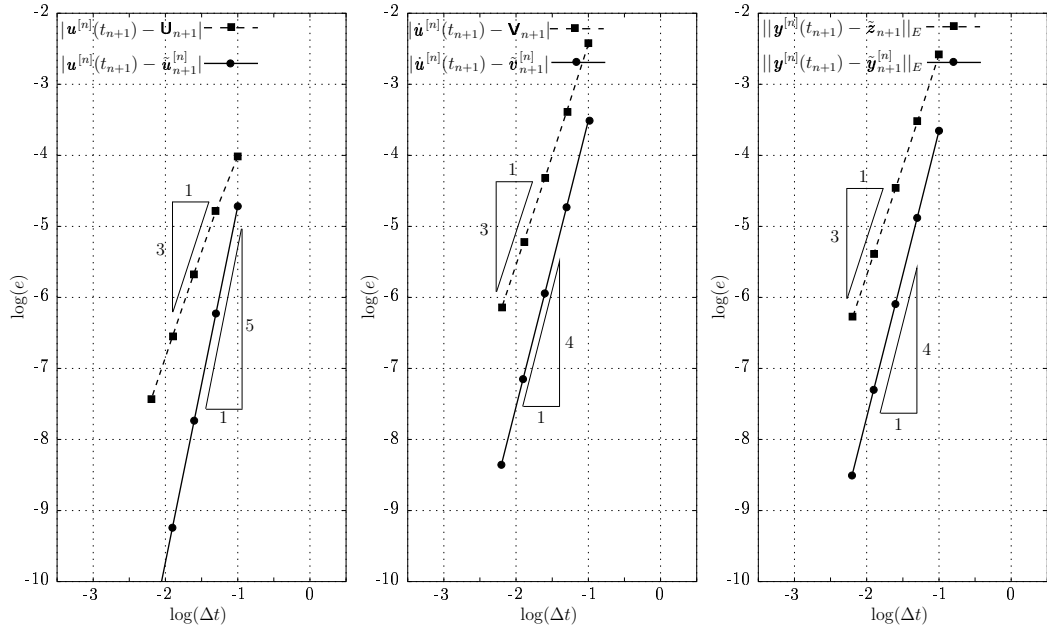 -2
-3
-4
-5
-6
-7
-8
-9
-10
log(e)
|u^{[n]}(t_{n+1}) − U_{n+1}|
|u^{[n]}(t_{n+1}) − ũ^{[n]}_{n+1}|
1
3
5
1
-3 -2 -1 0
log(Δt)
-2
-3
-4
-5
-6
-7
-8
-9
-10
log(e)
|u̇^{[n]}(t_{n+1}) − V_{n+1}|
|u̇^{[n]}(t_{n+1}) − ṽ^{[n]}_{n+1}|
1
3
4
1
-3 -2 -1 0
log(Δt)
-2
-3
-4
-5
-6
-7
-8
-9
-10
log(e)
||y^{[n]}(t_{n+1}) − z̃_{n+1}||_E
||y^{[n]}(t_{n+1}) − ỹ^{[n]}_{n+1}||_E
1
3
4
1
-3 -2 -1 0
log(Δt)